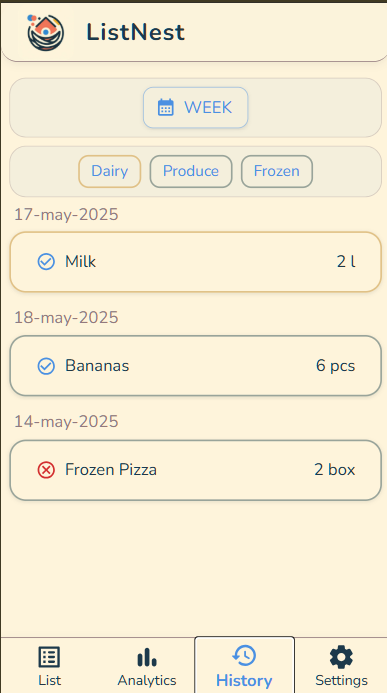 ListNest
WEEK
Dairy Produce Frozen
17-may-2025
Milk 2 l
18-may-2025
Bananas 6 pcs
14-may-2025
Frozen Pizza 2 box
List Analytics History Settings